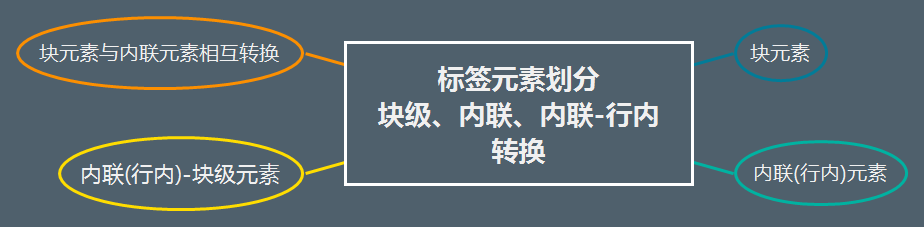 标签元素划分
块级、内联、内联-行内
转换
块元素与内联元素相互转换
内联(行内)-块级元素
块元素
内联(行内)元素